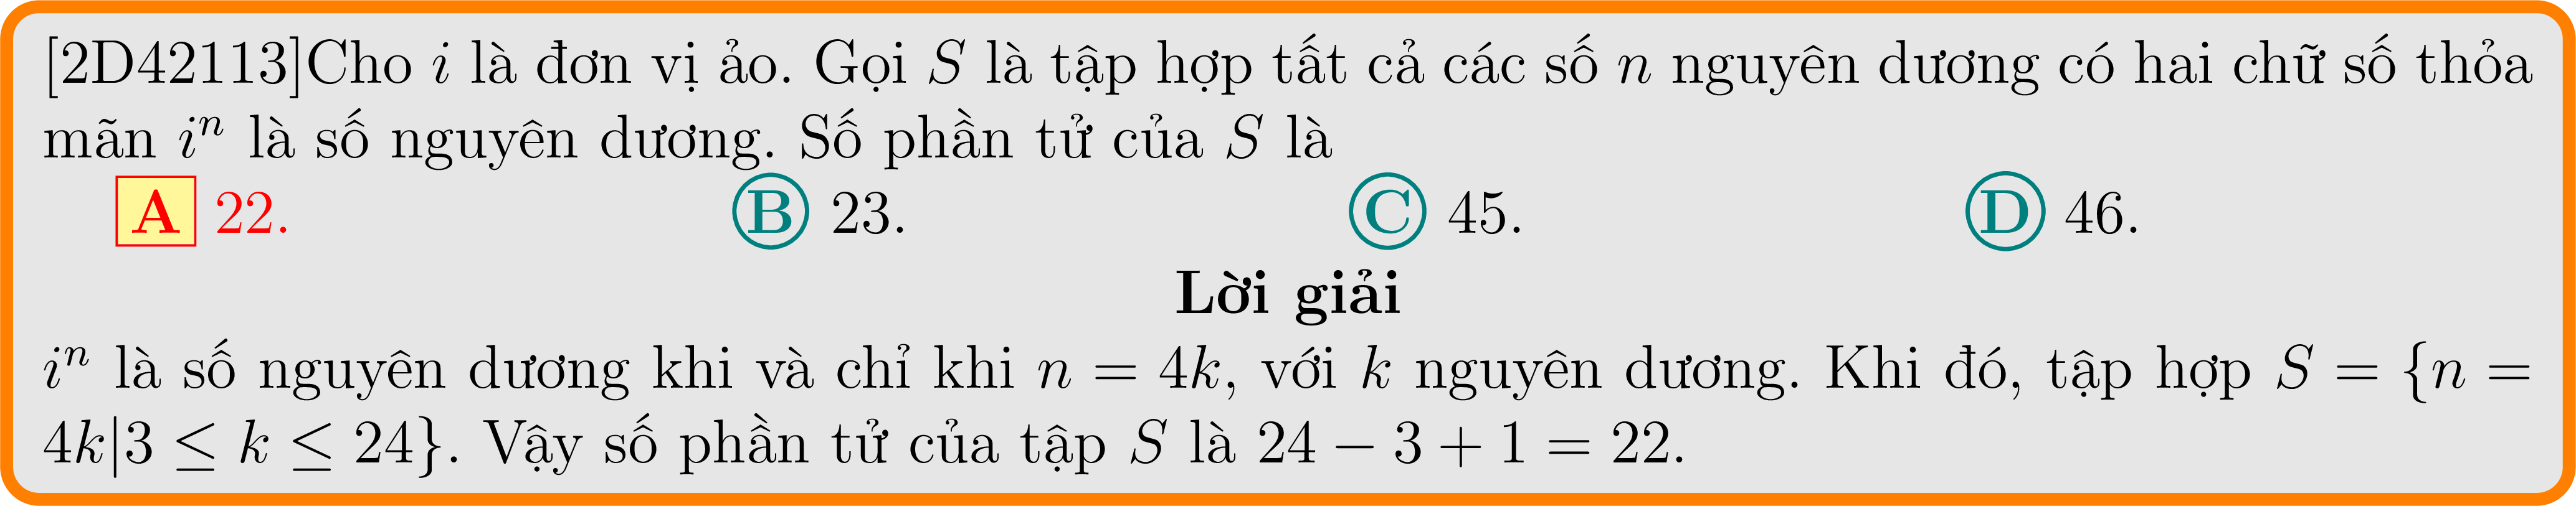 [2D42113]Cho i là đơn vị ảo. Gọi S là tập hợp tất cả các số n nguyên dương có hai chữ số thỏa
mãn iⁿ là số nguyên dương. Số phần tử của S là
A 22. B 23. C 45. D 46.
Lời giải
iⁿ là số nguyên dương khi và chỉ khi n = 4k, với k nguyên dương. Khi đó, tập hợp S = {n =
4k|3 ≤ k ≤ 24}. Vậy số phần tử của tập S là 24 − 3 + 1 = 22.